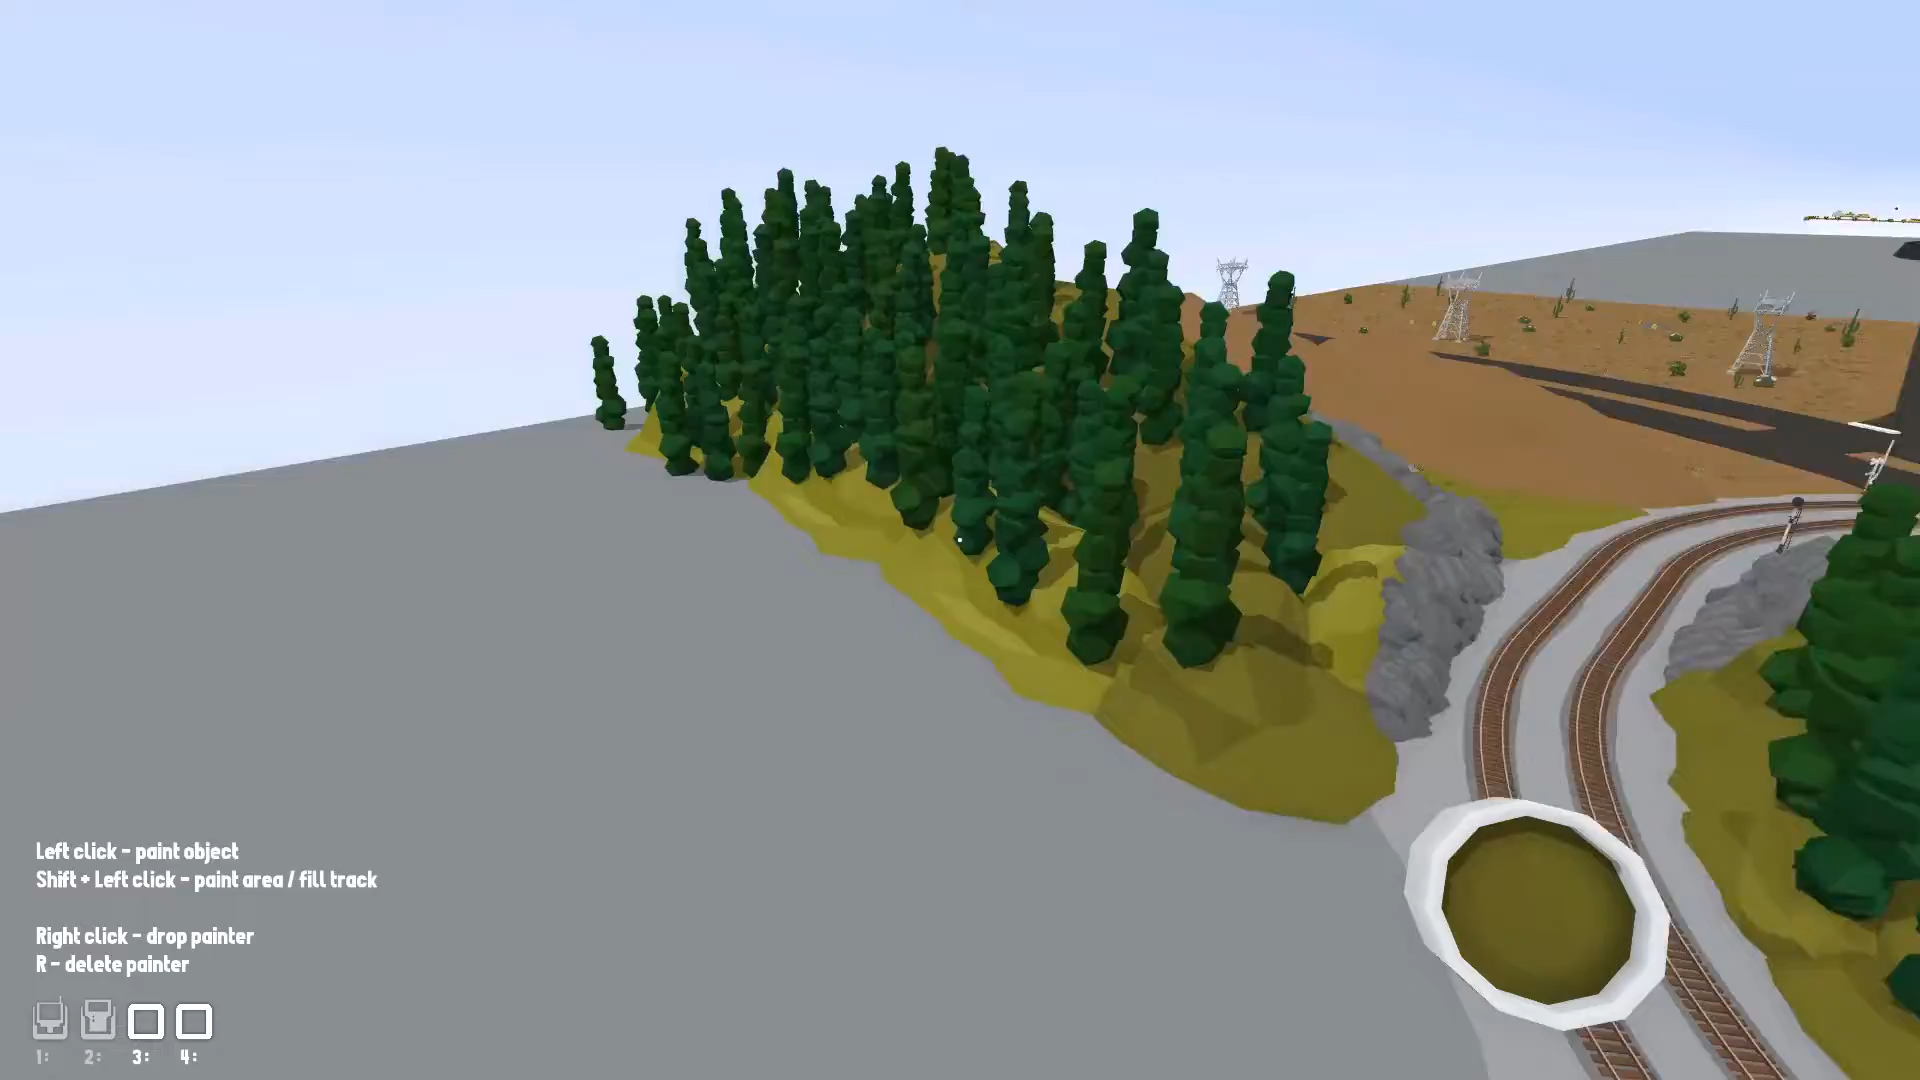 Left click - paint object
Shift + Left click - paint area / fill track
Right click - drop painter
R - delete painter
1: 2: 3: 4: